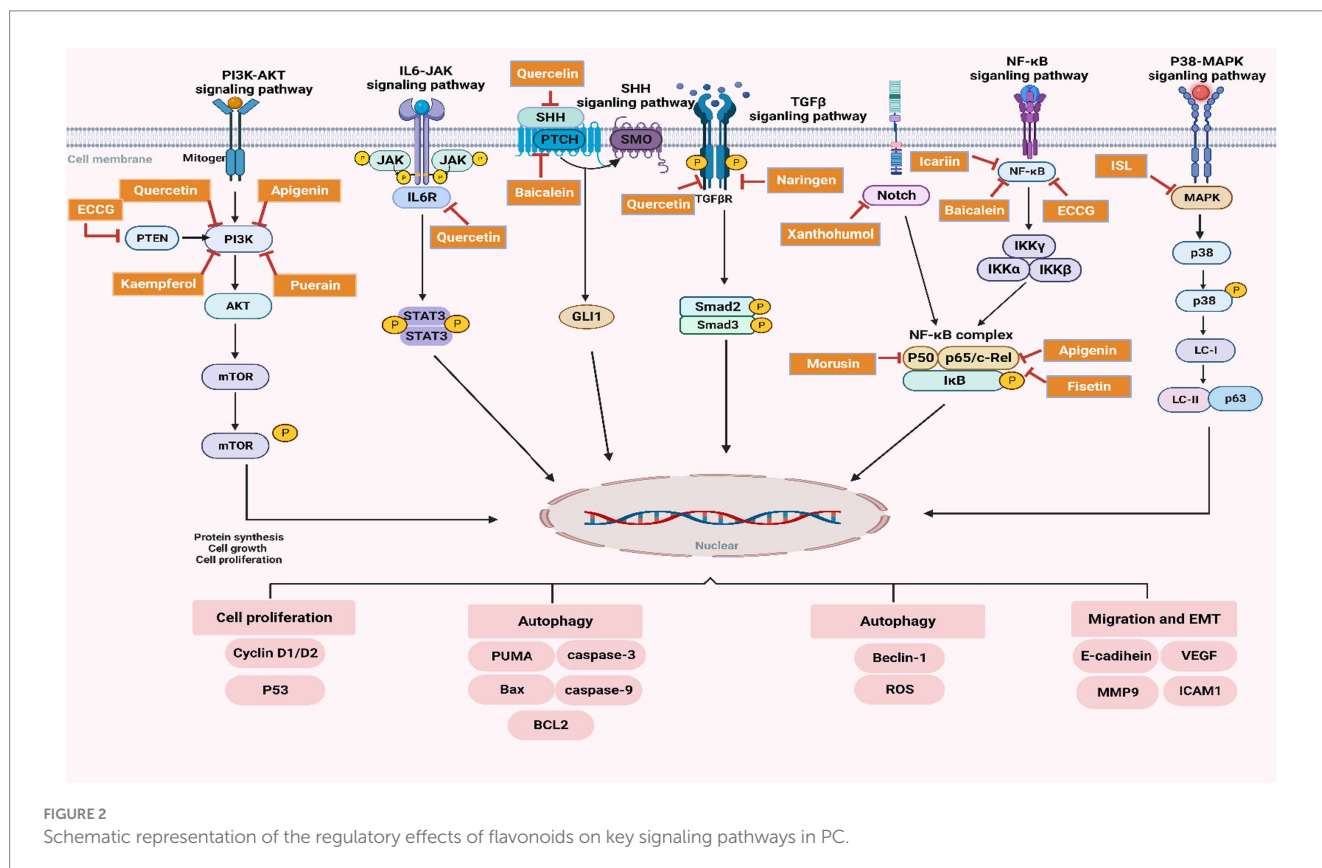 PI3K-AKT
signaling pathway
IL6-JAK
signaling pathway
Quercelin
SHH
siganling pathway
TGFβ
siganling pathway
NF-κB
siganling pathway
P38-MAPK
siganling pathway
Cell membrane
Mitoger
JAK
JAK
P
P
P
P
IL6R
SHH
PTCH
SMO
P
P
TGFβR
Notch
Icariin
NF-κB
ISL
MAPK
Quercetin
Apigenin
ECCG
PTEN
PI3K
Kaempferol
Puerain
Quercetin
Baicalein
Quercetin
Naringen
Xanthohumol
Baicalein
ECCG
AKT
mTOR
mTOR
P
P
STAT3
STAT3
P
GLI1
Smad2
P
Smad3
P
IKKγ
IKKα
IKKβ
NF-κB complex
Morusin
P50
p65/c-Rel
IκB
P
Apigenin
Fisetin
p38
p38
P
LC-I
LC-II
p63
Protein synthesis
Cell growth
Cell proliferation
Nuclear
Cell proliferation
Cyclin D1/D2
P53
Autophagy
PUMA
caspase-3
Bax
caspase-9
BCL2
Autophagy
Beclin-1
ROS
Migration and EMT
E-cadihein
VEGF
MMP9
ICAM1
FIGURE 2
Schematic representation of the regulatory effects of flavonoids on key signaling pathways in PC.